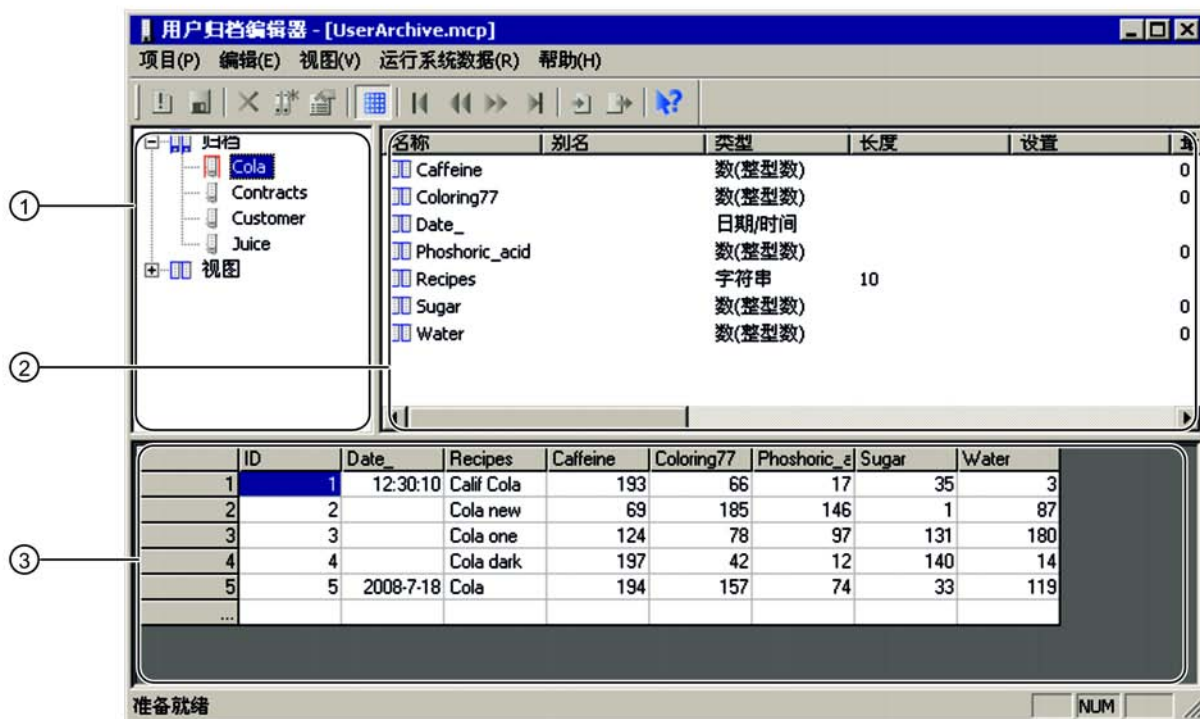 用户归档编辑器 - [UserArchive.mcp]
项目(P) 编辑(E) 视图(V) 运行系统数据(R) 帮助(H)
归档
Cola
Contracts
Customer
Juice
视图
①
②
③
名称 别名 类型 长度 设置
Caffeine 数(整型数) 0
Coloring77 数(整型数) 0
Date_ 日期/时间
Phoshoric_acid 数(整型数) 0
Recipes 字符串 10
Sugar 数(整型数) 0
Water 数(整型数) 0
ID Date_ Recipes Caffeine Coloring77 Phoshoric_a Sugar Water
1 1 12:30:10 Calif Cola 193 66 17 35 3
2 2 Cola new 69 185 146 1 87
3 3 Cola one 124 78 97 131 180
4 4 Cola dark 197 42 12 140 14
5 5 2008-7-18 Cola 194 157 74 33 119
...
准备就绪 NUM